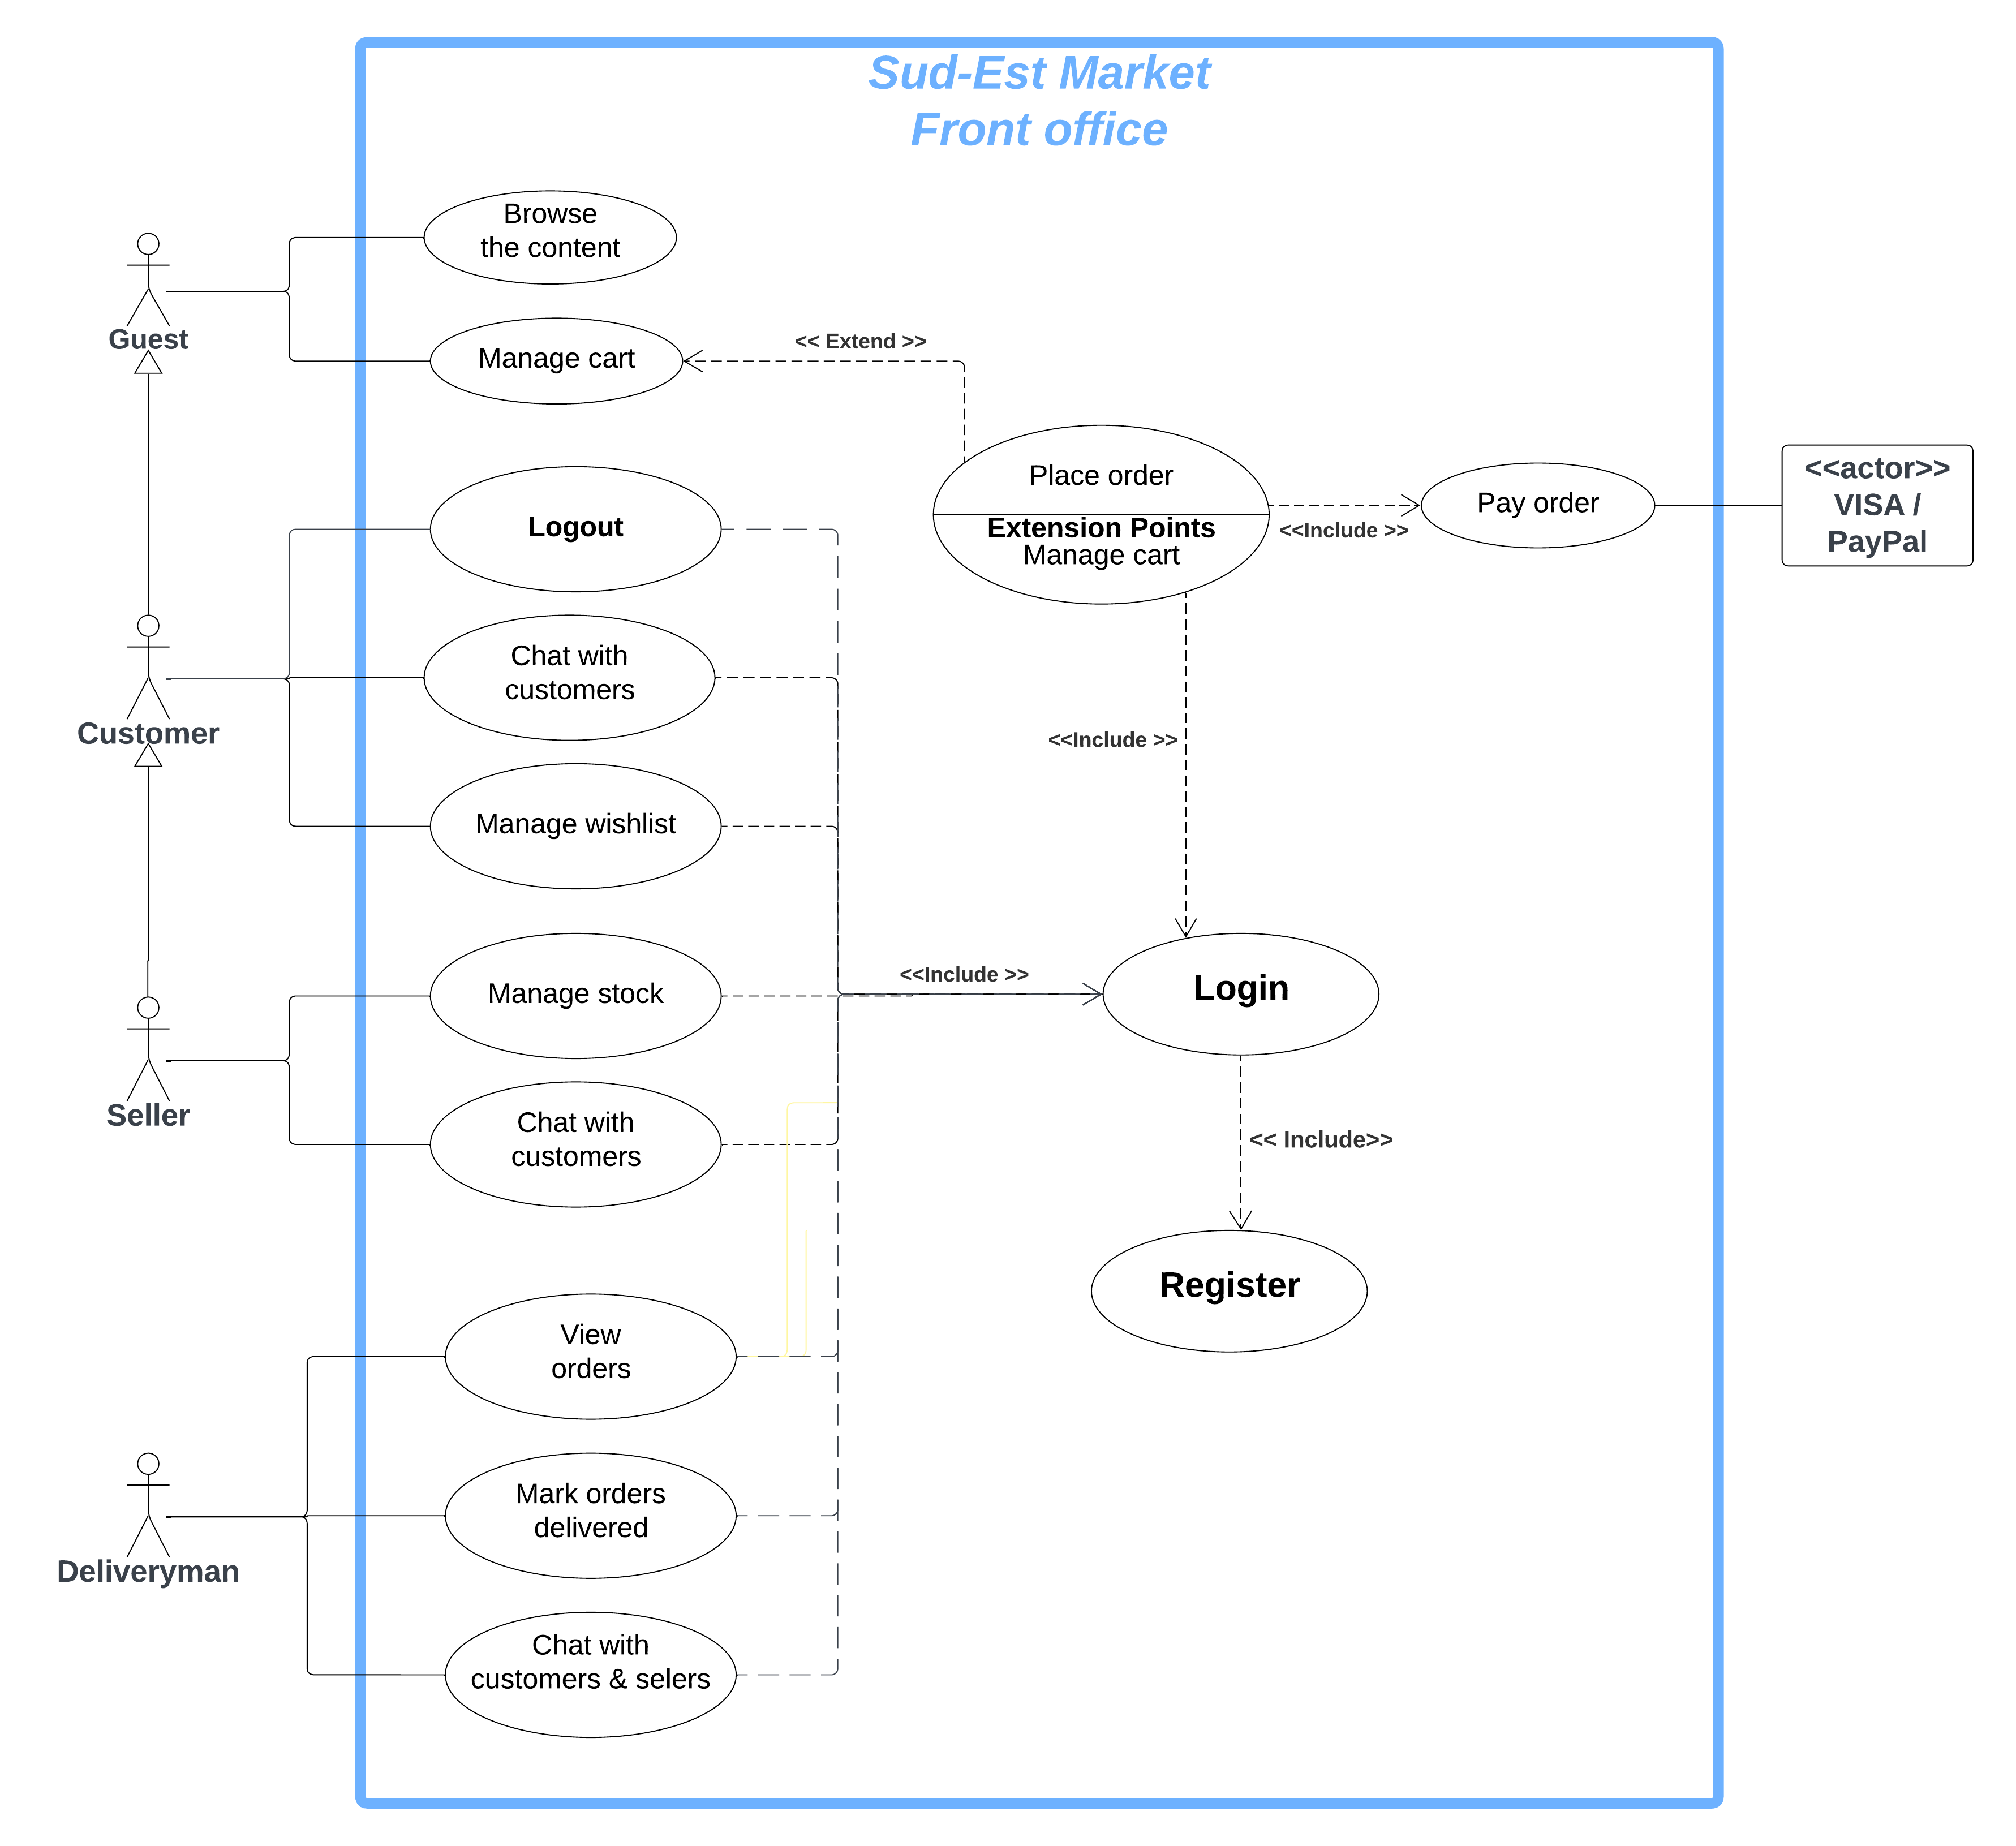 Sud-Est Market
Front office
Browse
the content
Guest
Manage cart
<< Extend >>
Place order
Extension Points
Manage cart
<<Include >>
Pay order
<<actor>>
VISA /
PayPal
Logout
Chat with
customers
Customer
<<Include >>
Manage wishlist
Manage stock
<<Include >>
Login
Seller
Chat with
customers
<< Include>>
Register
View
orders
Mark orders
delivered
Deliveryman
Chat with
customers & selers